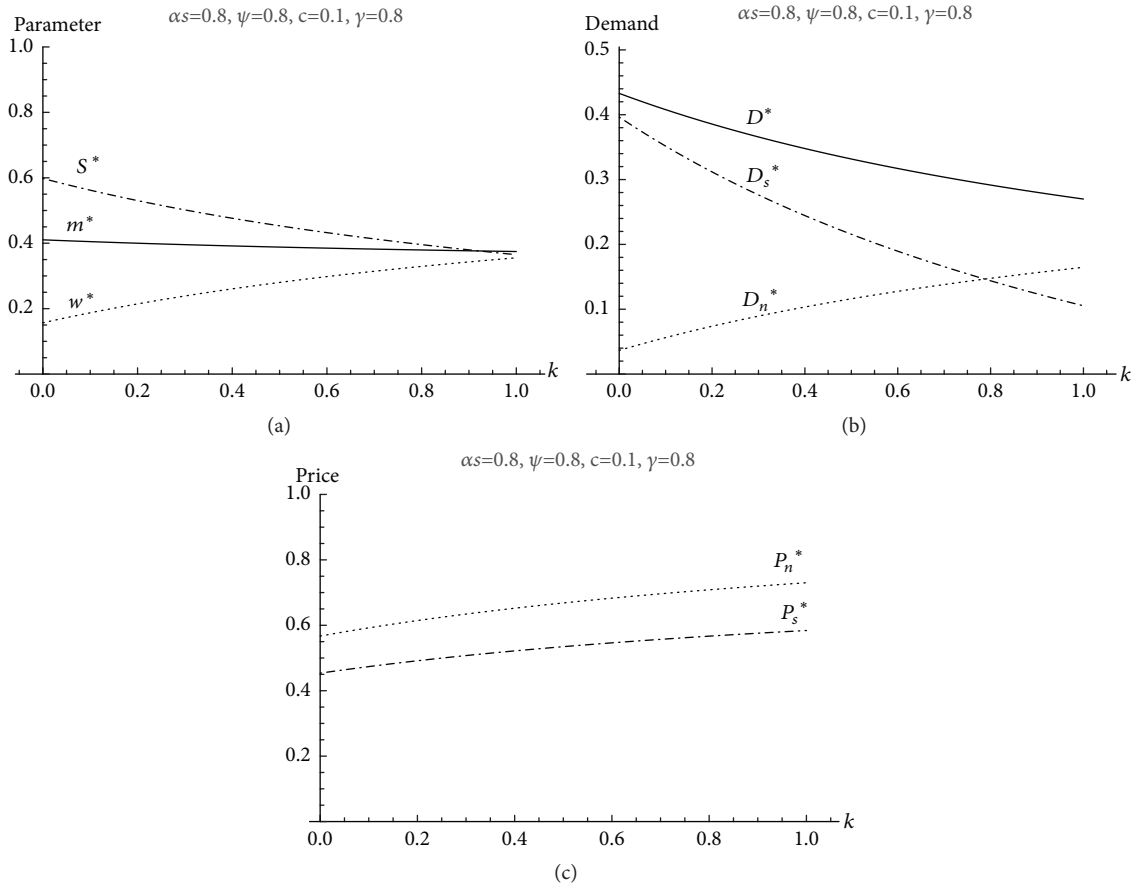 αs=0.8, ψ=0.8, c=0.1, γ=0.8
Parameter
1.0
0.8
0.6
0.4
0.2
S*
m*
w*
0.0 0.2 0.4 0.6 0.8 1.0 k
(a)
αs=0.8, ψ=0.8, c=0.1, γ=0.8
Demand
0.5
0.4
0.3
0.2
0.1
D*
Ds*
Dn*
0.0 0.2 0.4 0.6 0.8 1.0 k
(b)
αs=0.8, ψ=0.8, c=0.1, γ=0.8
Price
1.0
0.8
0.6
0.4
0.2
Pn*
Ps*
0.0 0.2 0.4 0.6 0.8 1.0 k
(c)